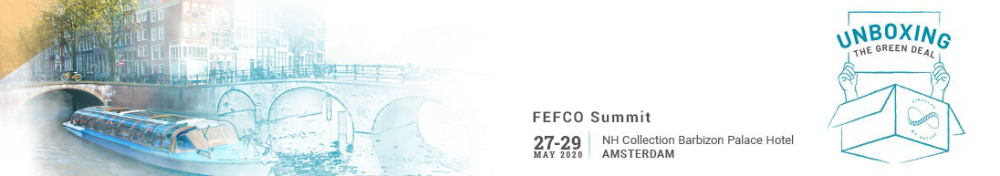 FEFCO Summit
27-29
MAY 2020
NH Collection Barbizon Palace Hotel
AMSTERDAM
UNBOXING
THE GREEN DEAL
CIRCULAR
BY NATURE